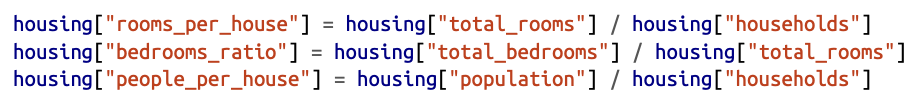 housing["rooms_per_house"] = housing["total_rooms"] / housing["households"]
housing["bedrooms_ratio"] = housing["total_bedrooms"] / housing["total_rooms"]
housing["people_per_house"] = housing["population"] / housing["households"]